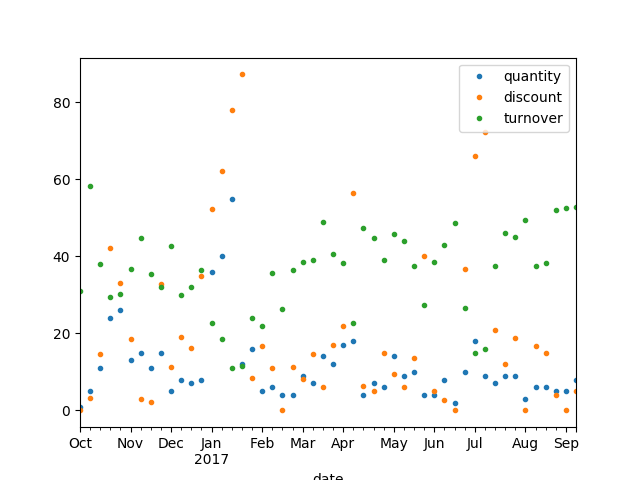 quantity
discount
turnover
80
60
40
20
0
Oct Nov Dec Jan Feb Mar Apr May Jun Jul Aug Sep
2017
date